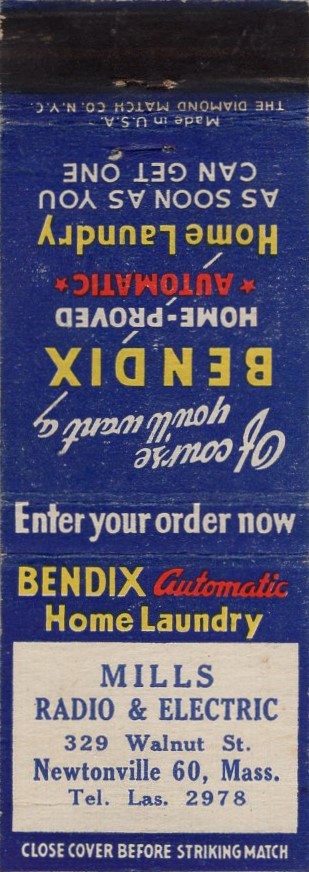 Of course
you'll want a
BENDIX
HOME-PROVED
★ AUTOMATIC ★
Home Laundry
AS SOON AS YOU
CAN GET ONE
Made in U.S.A.
THE DIAMOND MATCH CO. N.Y.C.
Enter your order now
BENDIX Automatic
Home Laundry
MILLS
RADIO & ELECTRIC
329 Walnut St.
Newtonville 60, Mass.
Tel. Las. 2978
CLOSE COVER BEFORE STRIKING MATCH